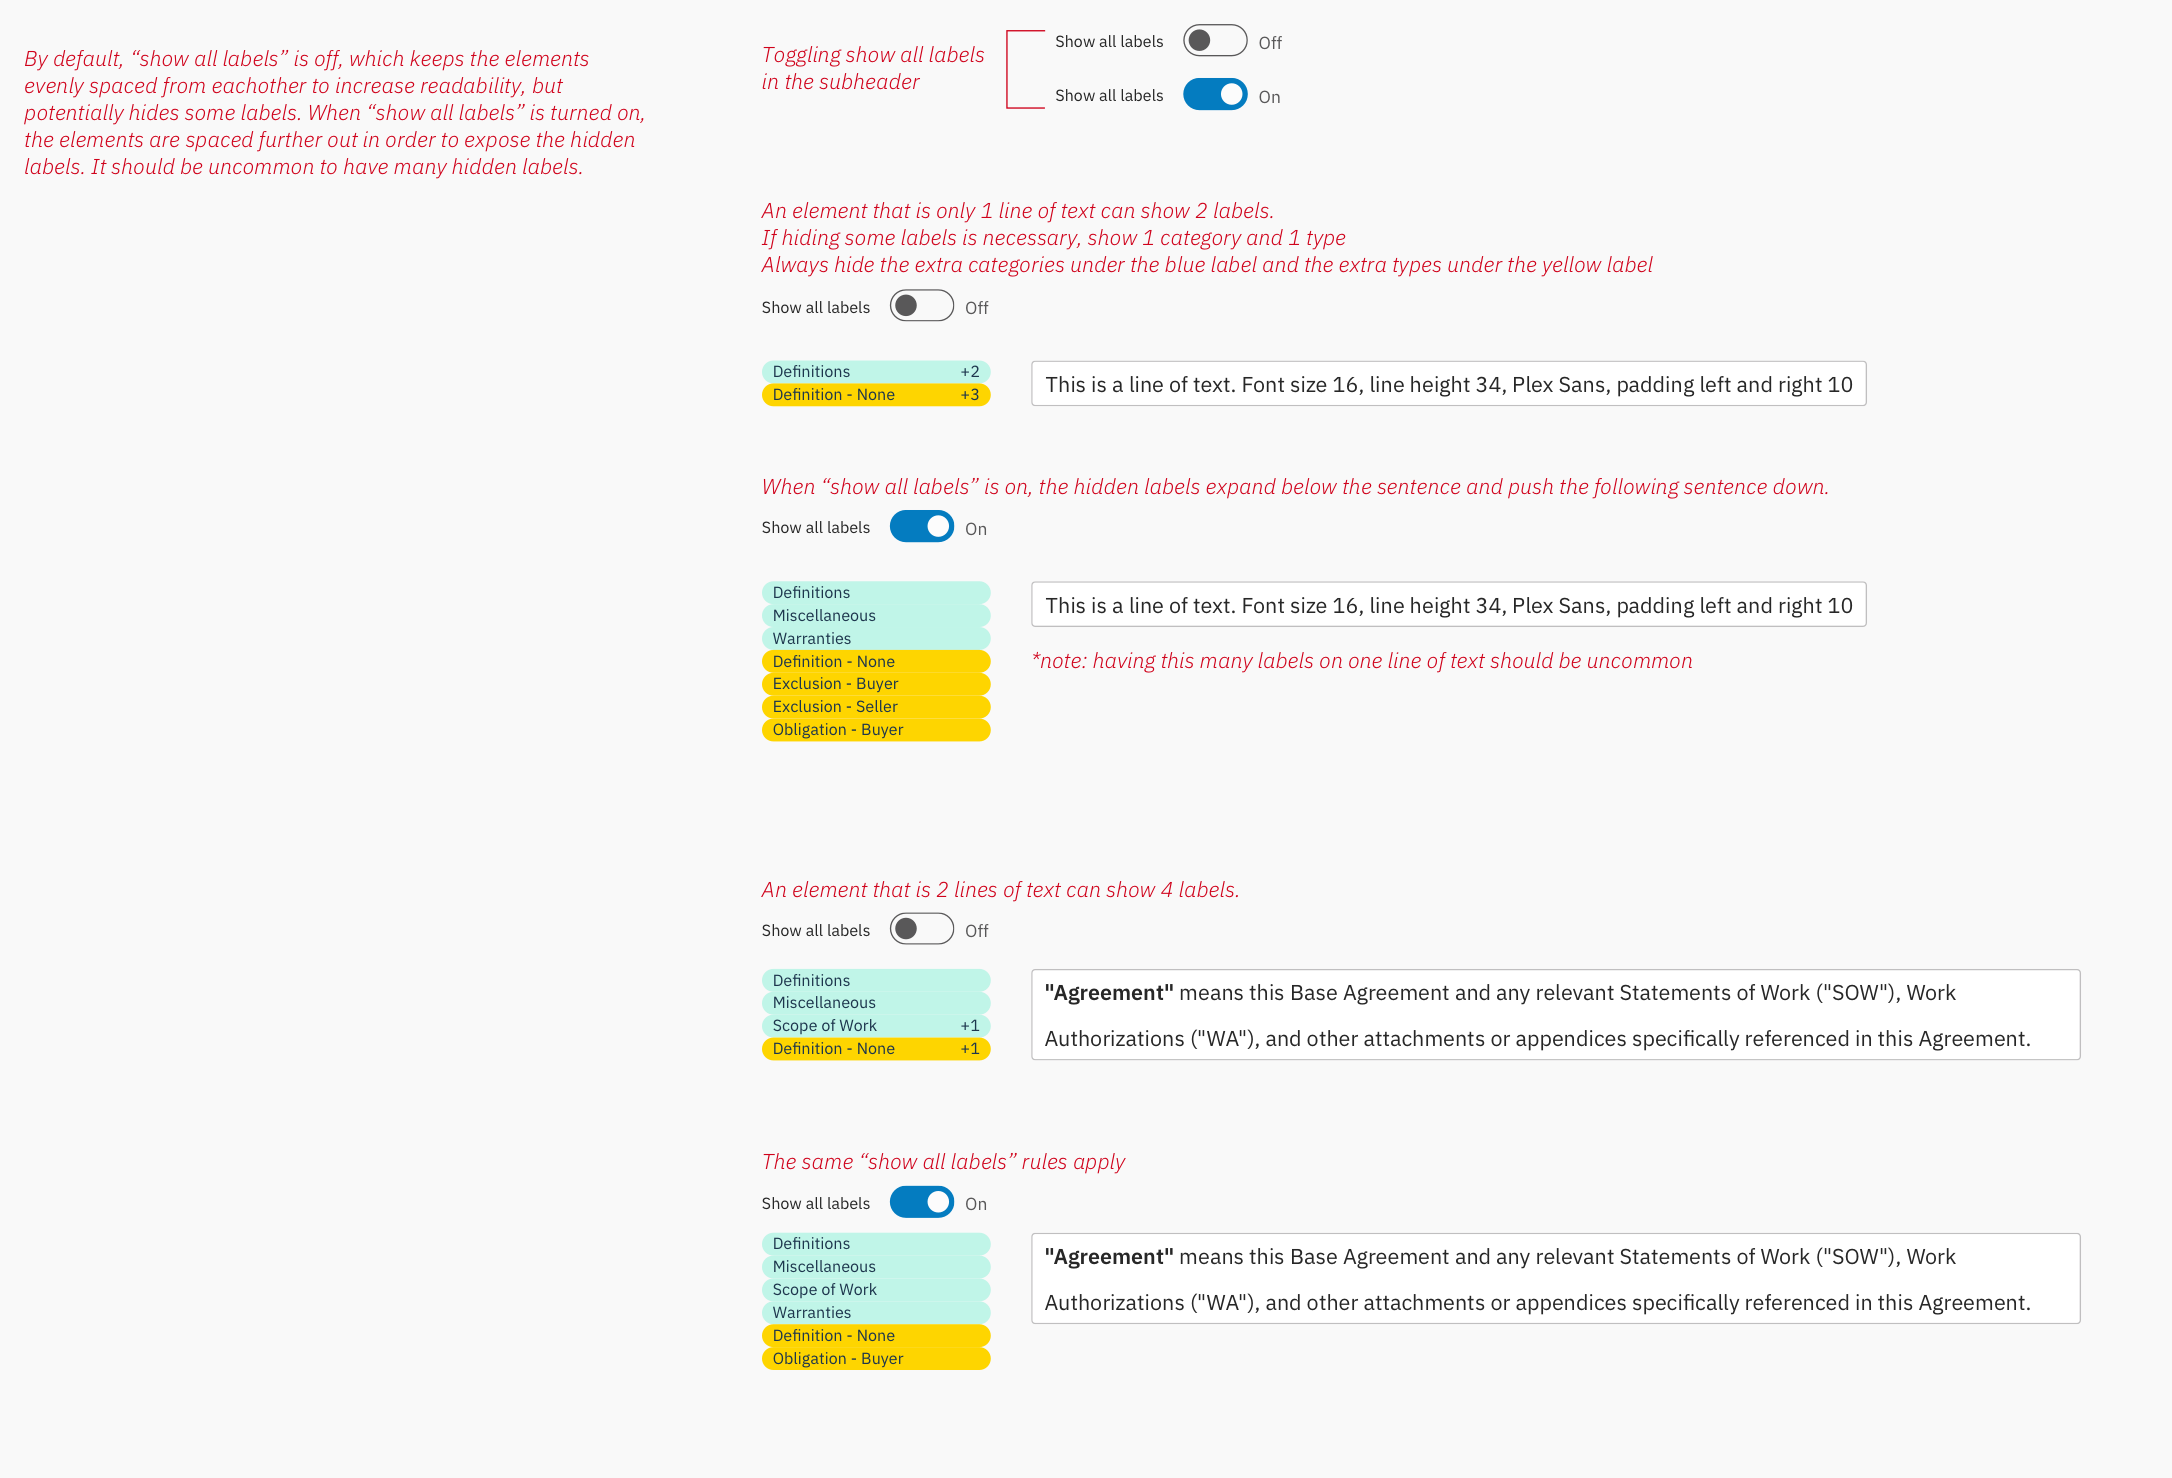 By default, “show all labels” is off, which keeps the elements
evenly spaced from eachother to increase readability, but
potentially hides some labels. When “show all labels” is turned on,
the elements are spaced further out in order to expose the hidden
labels. It should be uncommon to have many hidden labels.
Toggling show all labels
in the subheader
Show all labels Off
Show all labels On
An element that is only 1 line of text can show 2 labels.
If hiding some labels is necessary, show 1 category and 1 type
Always hide the extra categories under the blue label and the extra types under the yellow label
Show all labels Off
Definitions +2
Definition - None +3
This is a line of text. Font size 16, line height 34, Plex Sans, padding left and right 10
When “show all labels” is on, the hidden labels expand below the sentence and push the following sentence down.
Show all labels On
Definitions
Miscellaneous
Warranties
Definition - None
Exclusion - Buyer
Exclusion - Seller
Obligation - Buyer
This is a line of text. Font size 16, line height 34, Plex Sans, padding left and right 10
*note: having this many labels on one line of text should be uncommon
An element that is 2 lines of text can show 4 labels.
Show all labels Off
Definitions
Miscellaneous
Scope of Work +1
Definition - None +1
"Agreement" means this Base Agreement and any relevant Statements of Work ("SOW"), Work
Authorizations ("WA"), and other attachments or appendices specifically referenced in this Agreement.
The same “show all labels” rules apply
Show all labels On
Definitions
Miscellaneous
Scope of Work
Warranties
Definition - None
Obligation - Buyer
"Agreement" means this Base Agreement and any relevant Statements of Work ("SOW"), Work
Authorizations ("WA"), and other attachments or appendices specifically referenced in this Agreement.